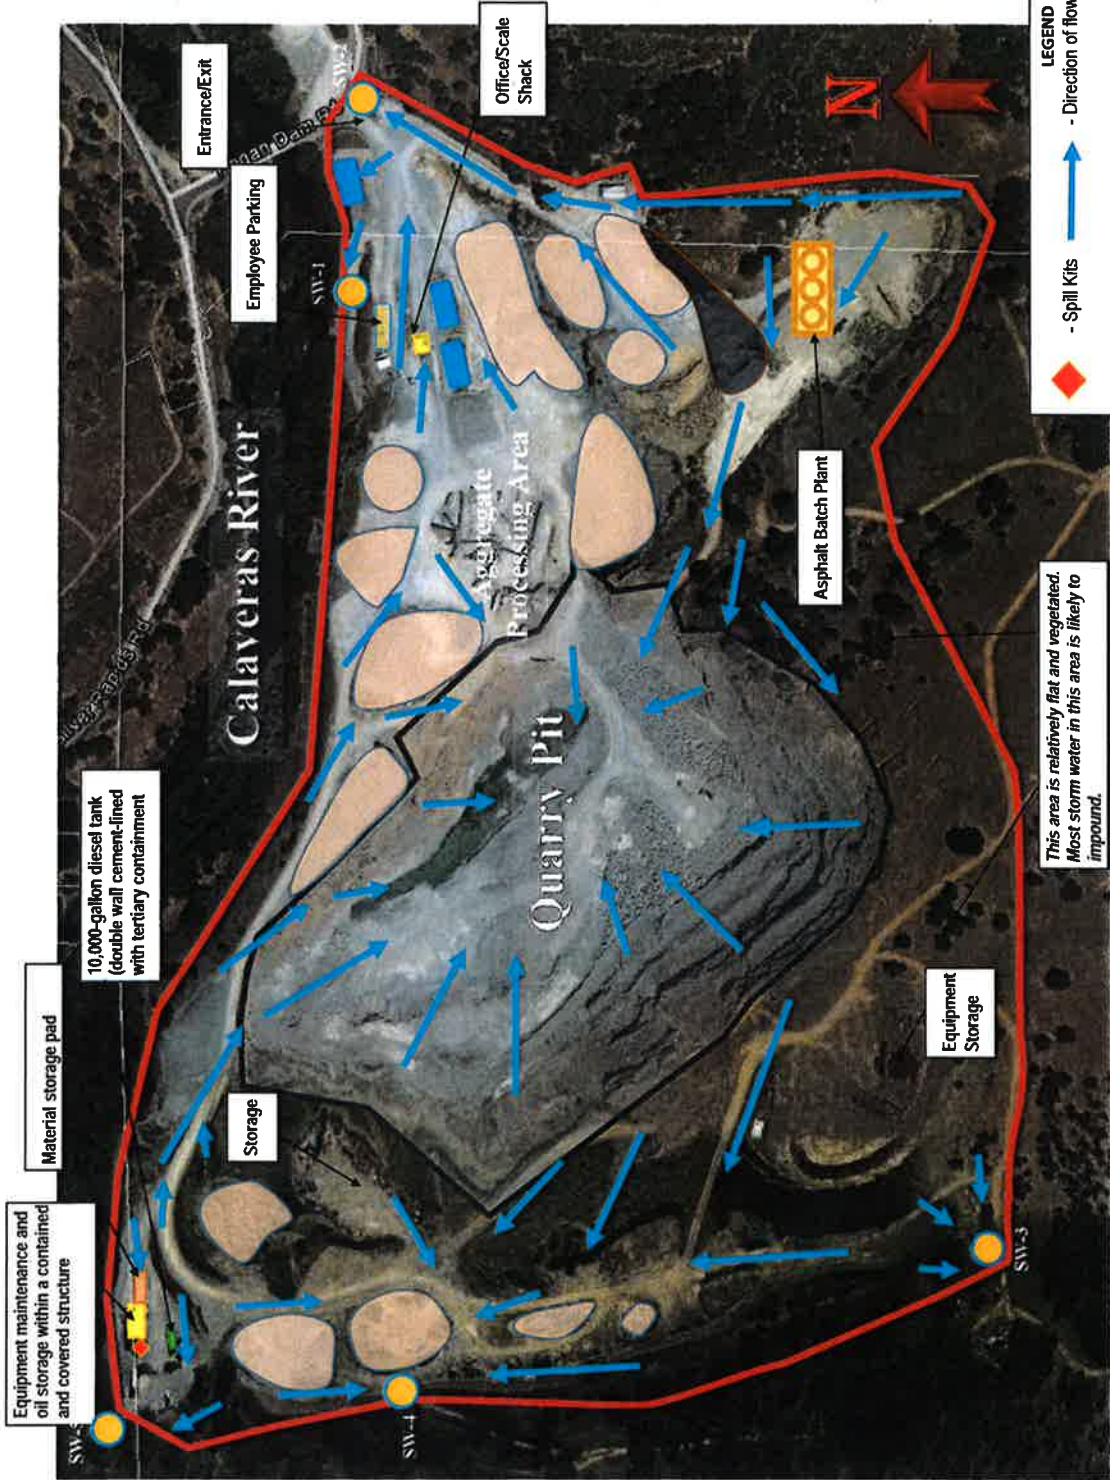 Equipment maintenance and
oil storage within a contained
and covered structure
Material storage pad
10,000-gallon diesel tank
(double wall cement-lined
with tertiary containment
Calaveras River
Employee Parking
Entrance/Exit
Office/Scale
Shack
SW-1
SW-2
Storage
Quarry Pit
Aggregate
Processing Area
Asphalt Batch Plant
N
SW-4
SW-3
Equipment
Storage
This area is relatively flat and vegetated.
Most storm water in this area is likely to
impound.
LEGEND
- Spill Kits
- Direction of flow